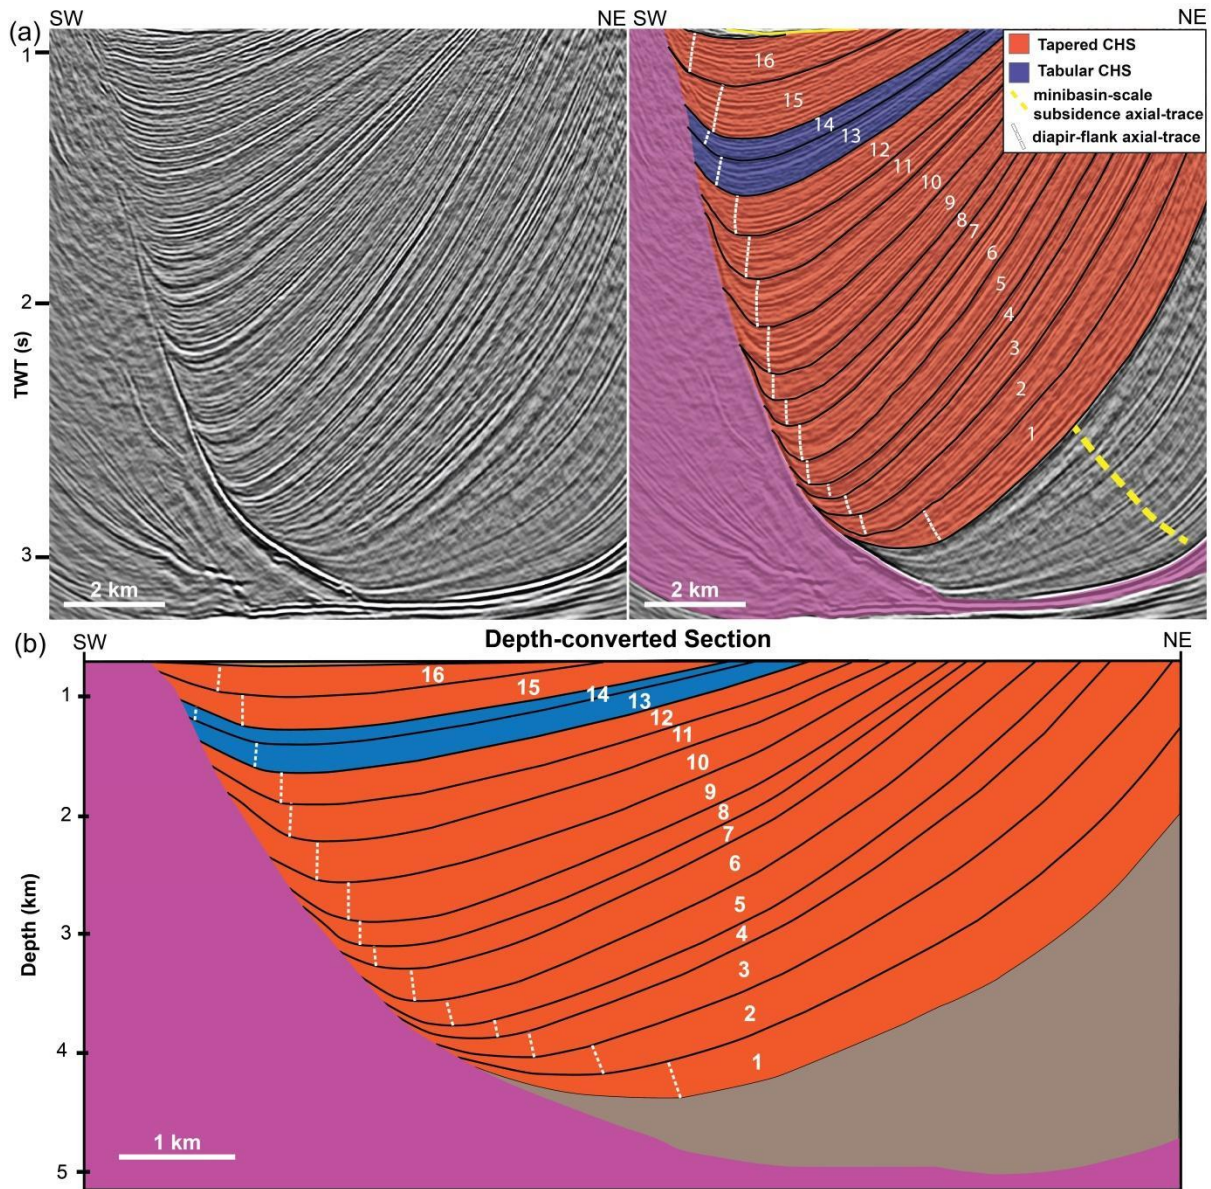 (a)
SW
NE
SW
NE
1
2
3
TWT (s)
2 km
Tapered CHS
Tabular CHS
minibasin-scale
subsidence axial-trace
diapir-flank axial-trace
16
15
14
13
12
11
10
9
8
7
6
5
4
3
2
1
2 km
(b)
SW
Depth-converted Section
NE
1
2
3
4
5
Depth (km)
16
15
14
13
12
11
10
9
8
7
6
5
4
3
2
1
1 km